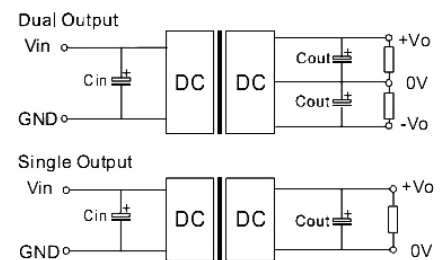 Dual Output
Vin
+Vo
Cout
Cin
DC
DC
0V
Cout
GND
-Vo
Single Output
Vin
+Vo
Cin
DC
DC
Cout
GND
0V